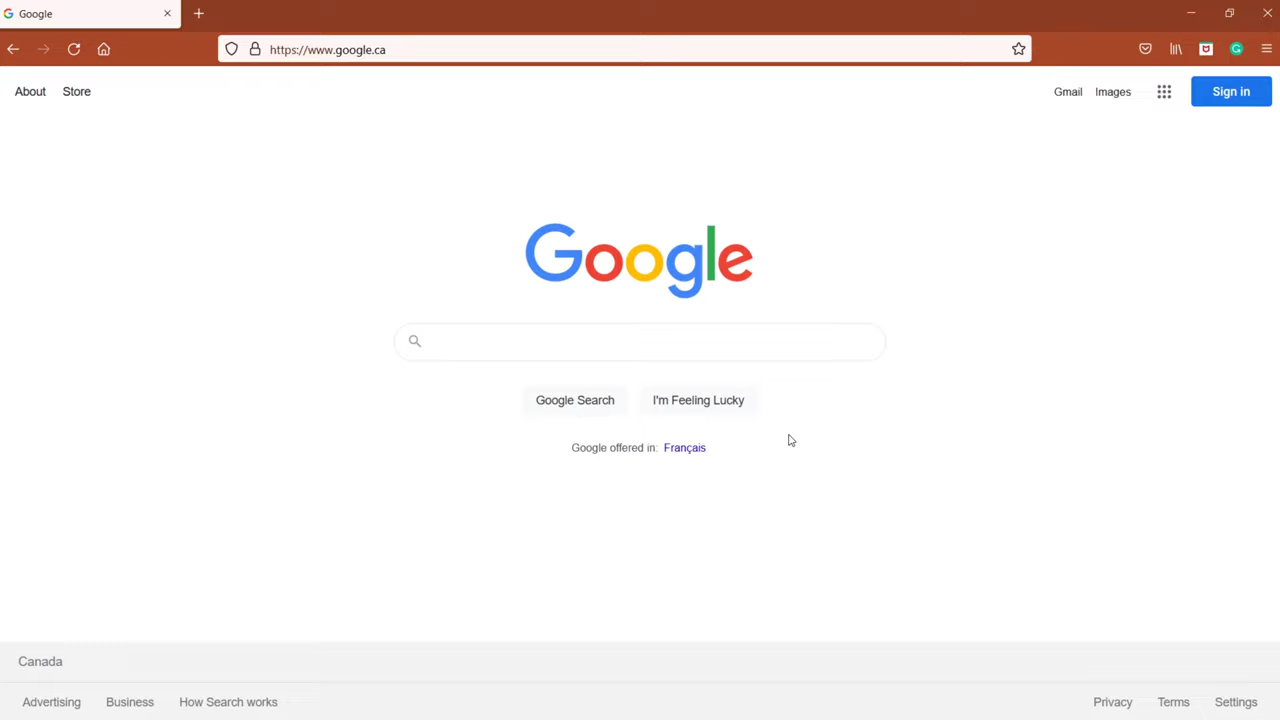 Google
https://www.google.ca
About Store
Gmail Images Sign in
Google
Google Search I'm Feeling Lucky
Google offered in: Français
Canada
Advertising Business How Search works
Privacy Terms Settings